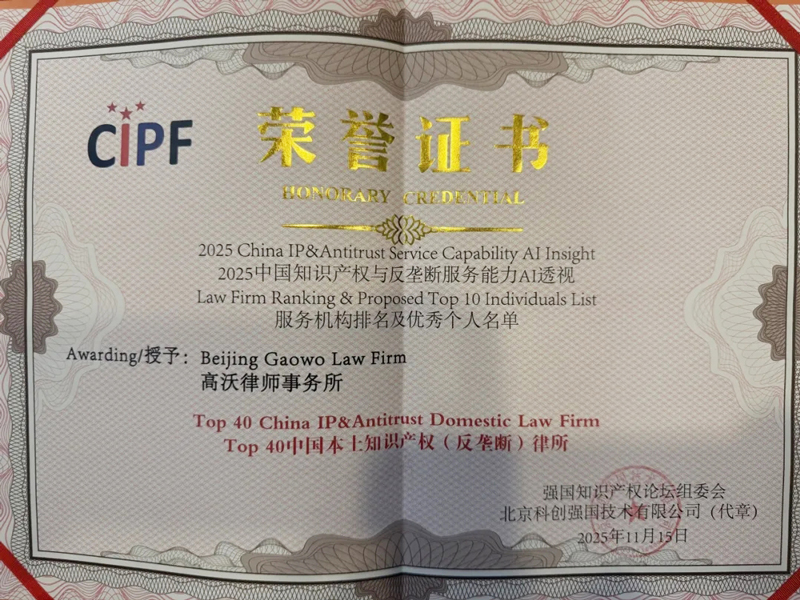 CIPF
荣誉证书
HONORARY CREDENTIAL
2025 China IP&Antitrust Service Capability AI Insight
2025中国知识产权与反垄断服务能力AI透视
Law Firm Ranking & Proposed Top 10 Individuals List
服务机构排名及优秀个人名单
Awarding/授予：Beijing Gaowo Law Firm
高沃律师事务所
Top 40 China IP&Antitrust Domestic Law Firm
Top 40中国本土知识产权（反垄断）律所
强国知识产权论坛组委会
北京科创强国技术有限公司（代章）
2025年11月15日